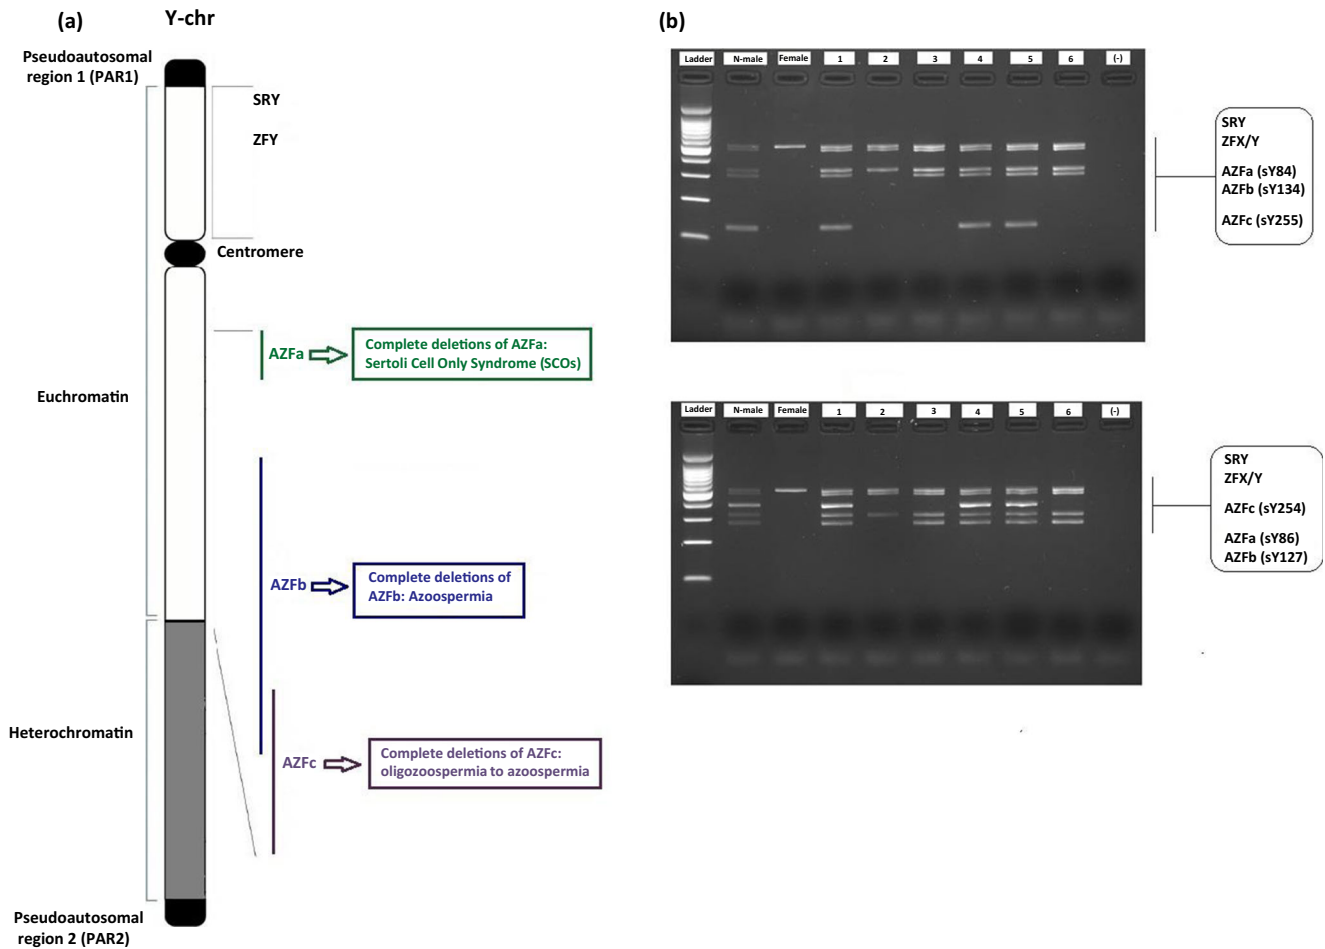 (a)
Y-chr
Pseudoautosomal
region 1 (PAR1)
SRY
ZFY
Centromere
Euchromatin
AZFa
Complete deletions of AZFa:
Sertoli Cell Only Syndrome (SCOs)
AZFb
Complete deletions of
AZFb: Azoospermia
Heterochromatin
AZFc
Complete deletions of AZFc:
oligozoospermia to azoospermia
Pseudoautosomal
region 2 (PAR2)
(b)
Ladder N-male Female 1 2 3 4 5 6 (-)
SRY
ZFX/Y
AZFa (sY84)
AZFb (sY134)
AZFc (sY255)
Ladder N-male Female 1 2 3 4 5 6 (-)
SRY
ZFX/Y
AZFc (sY254)
AZFa (sY86)
AZFb (sY127)